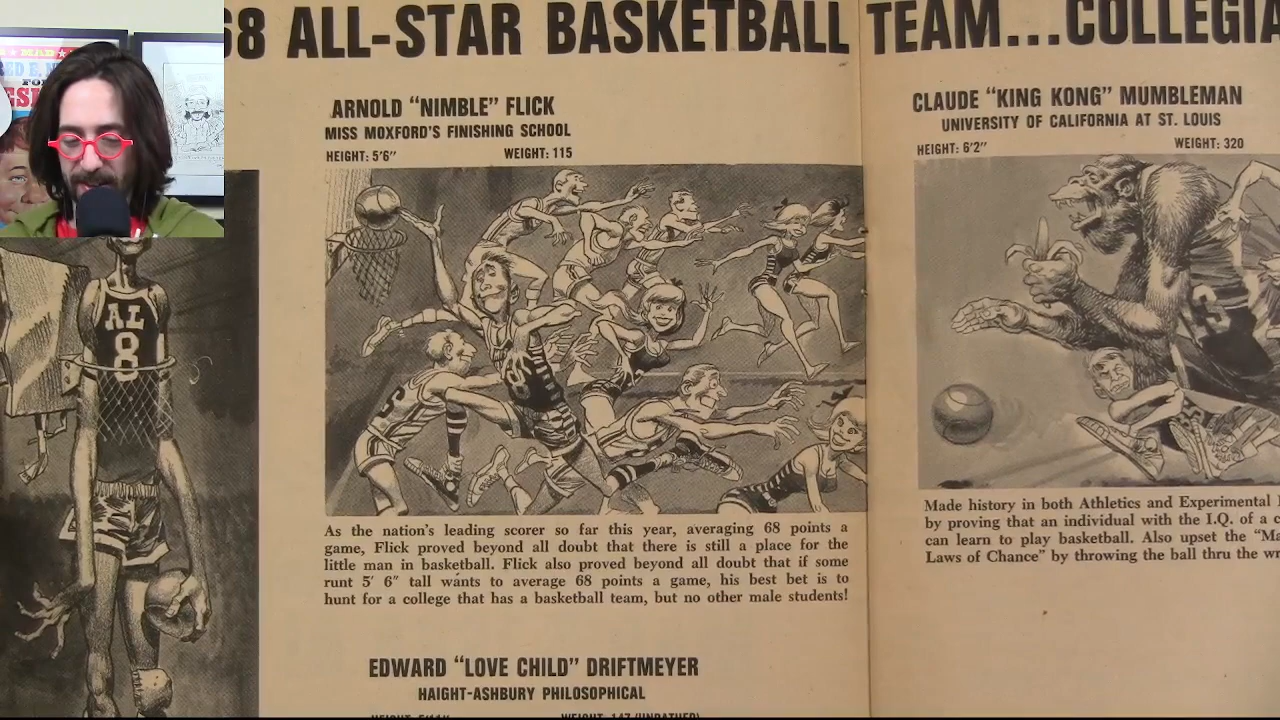 68 ALL-STAR BASKETBALL TEAM...COLLEGIA
MAD
FO
ARNOLD "NIMBLE" FLICK
MISS MOXFORD'S FINISHING SCHOOL
HEIGHT: 5'6" WEIGHT: 115
AL
8
As the nation's leading scorer so far this year, averaging 68 points a
game, Flick proved beyond all doubt that there is still a place for the
little man in basketball. Flick also proved beyond all doubt that if some
runt 5' 6" tall wants to average 68 points a game, his best bet is to
hunt for a college that has a basketball team, but no other male students!
EDWARD "LOVE CHILD" DRIFTMEYER
HAIGHT-ASHBURY PHILOSOPHICAL
HEIGHT: 5'11" WEIGHT: 147 (UNBATHED)
CLAUDE "KING KONG" MUMBLEMAN
UNIVERSITY OF CALIFORNIA AT ST. LOUIS
HEIGHT: 6'2" WEIGHT: 320
Made history in both Athletics and Experimental
by proving that an individual with the I.Q. of a
can learn to play basketball. Also upset the "Ma
Laws of Chance" by throwing the ball thru the wr